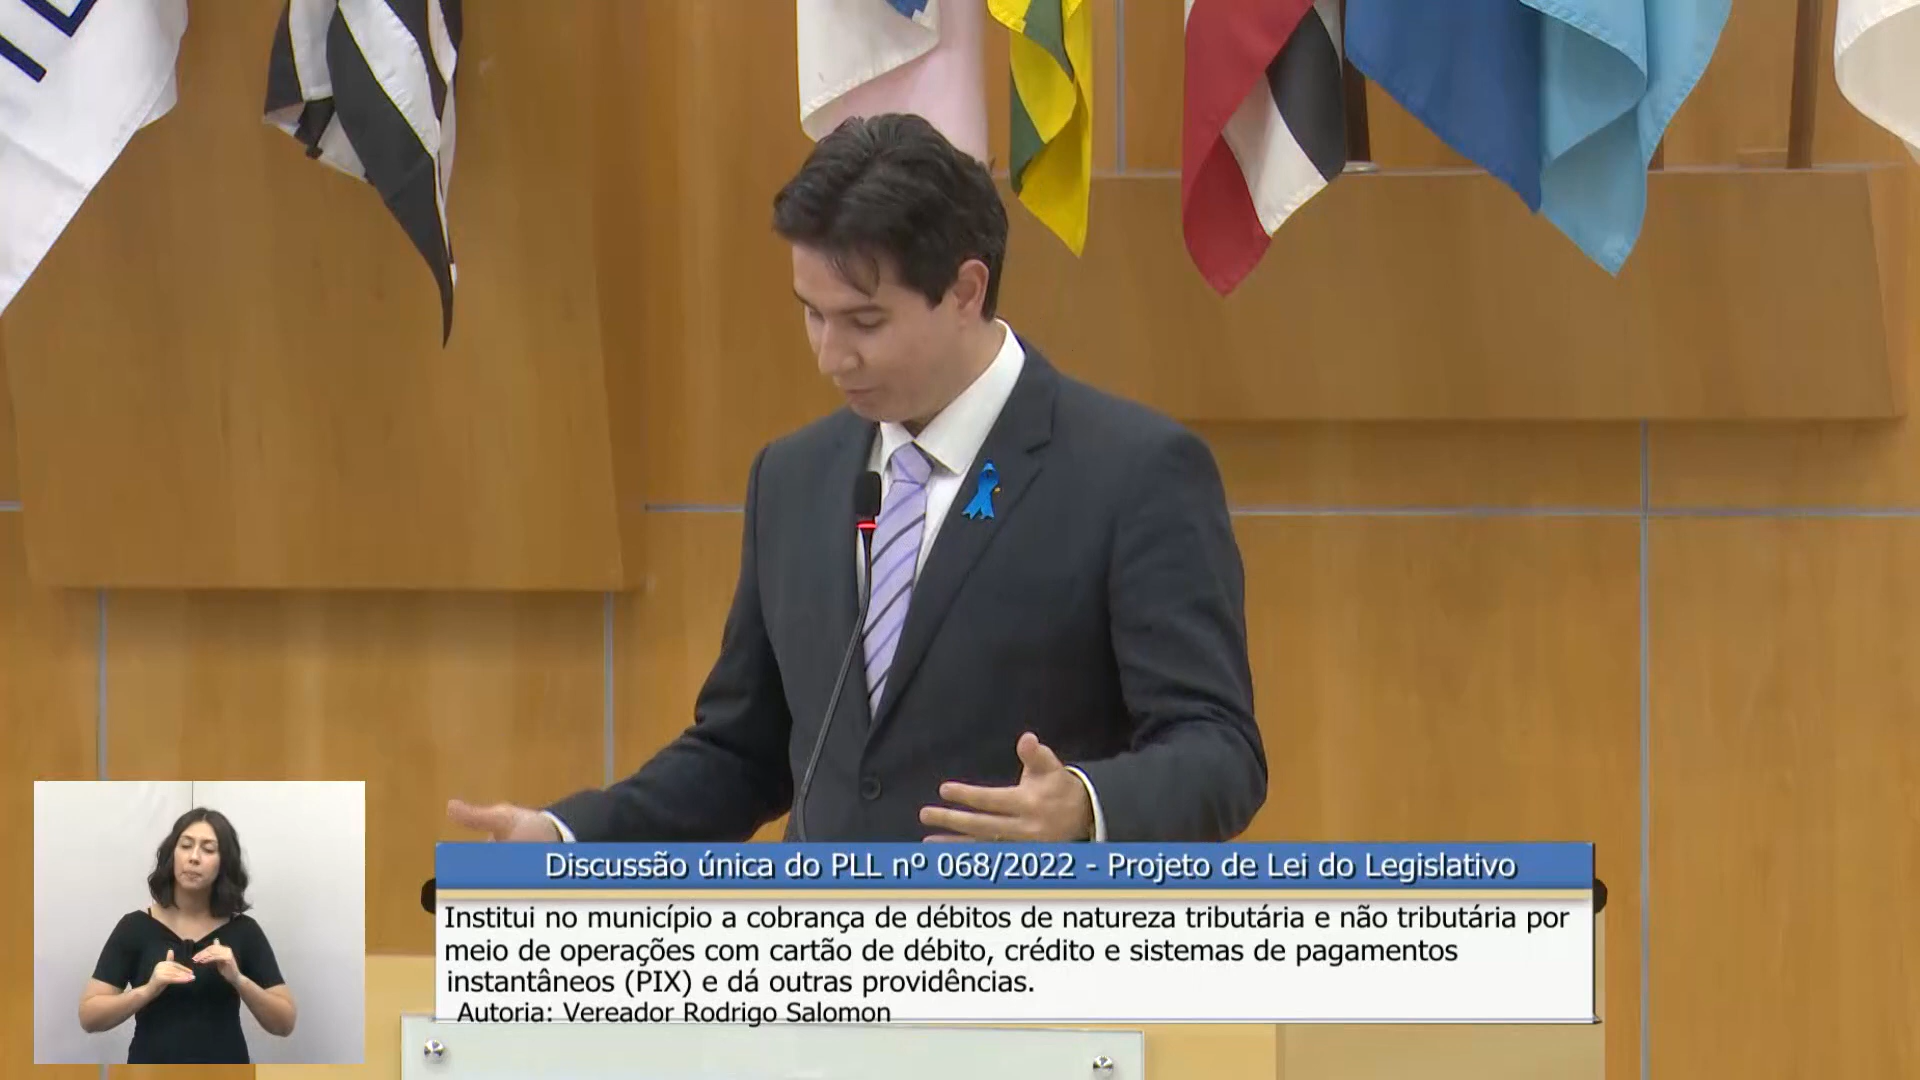 Discussão única do PLL nº 068/2022 - Projeto de Lei do Legislativo
Institui no município a cobrança de débitos de natureza tributária e não tributária por
meio de operações com cartão de débito, crédito e sistemas de pagamentos
instantâneos (PIX) e dá outras providências.
Autoria: Vereador Rodrigo Salomon